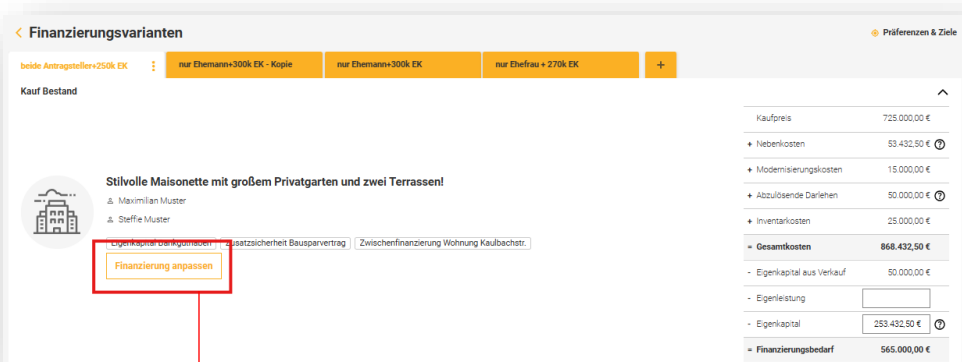 Finanzierungsvarianten
Präferenzen & Ziele
beide Antragsteller+250k EK
nur Ehemann+300k EK - Kopie
nur Ehemann+300k EK
nur Ehefrau + 270k EK
+
Kauf Bestand
Stilvolle Maisonette mit großem Privatgarten und zwei Terrassen!
Maximilian Muster
Steffie Muster
Eigenkapital Bankguthaben Zusatzsicherheit Bausparvertrag Zwischenfinanzierung Wohnung Kaulbachstr.
Finanzierung anpassen
Kaufpreis 725.000,00 €
+ Nebenkosten 53.432,50 € ?
+ Modernisierungskosten 15.000,00 €
+ Abzulösende Darlehen 50.000,00 € ?
+ Inventarkosten 25.000,00 €
= Gesamtkosten 868.432,50 €
- Eigenkapital aus Verkauf 50.000,00 €
- Eigenleistung
- Eigenkapital 253.432,50 € ?
= Finanzierungsbedarf 565.000,00 €